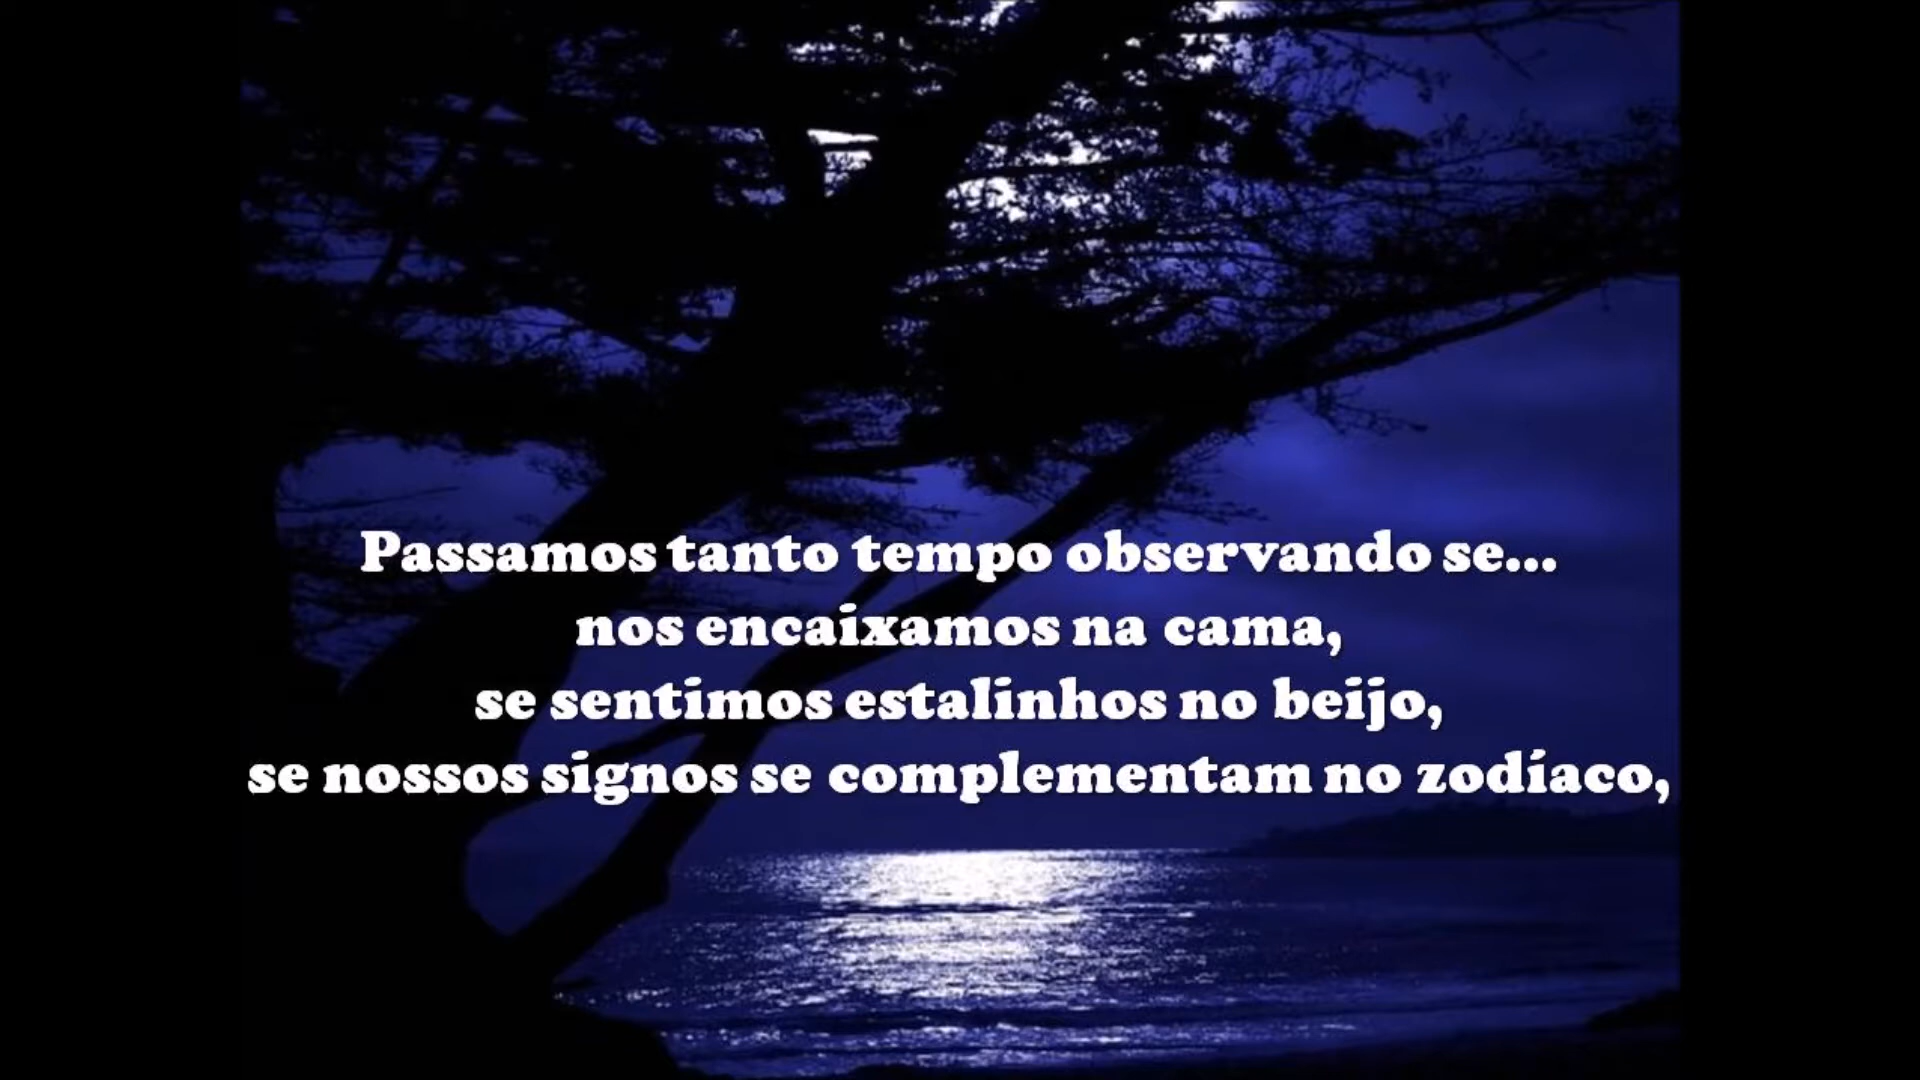 Passamos tanto tempo observando se...
nos encaixamos na cama,
se sentimos estalinhos no beijo,
se nossos signos se complementam no zodíaco,